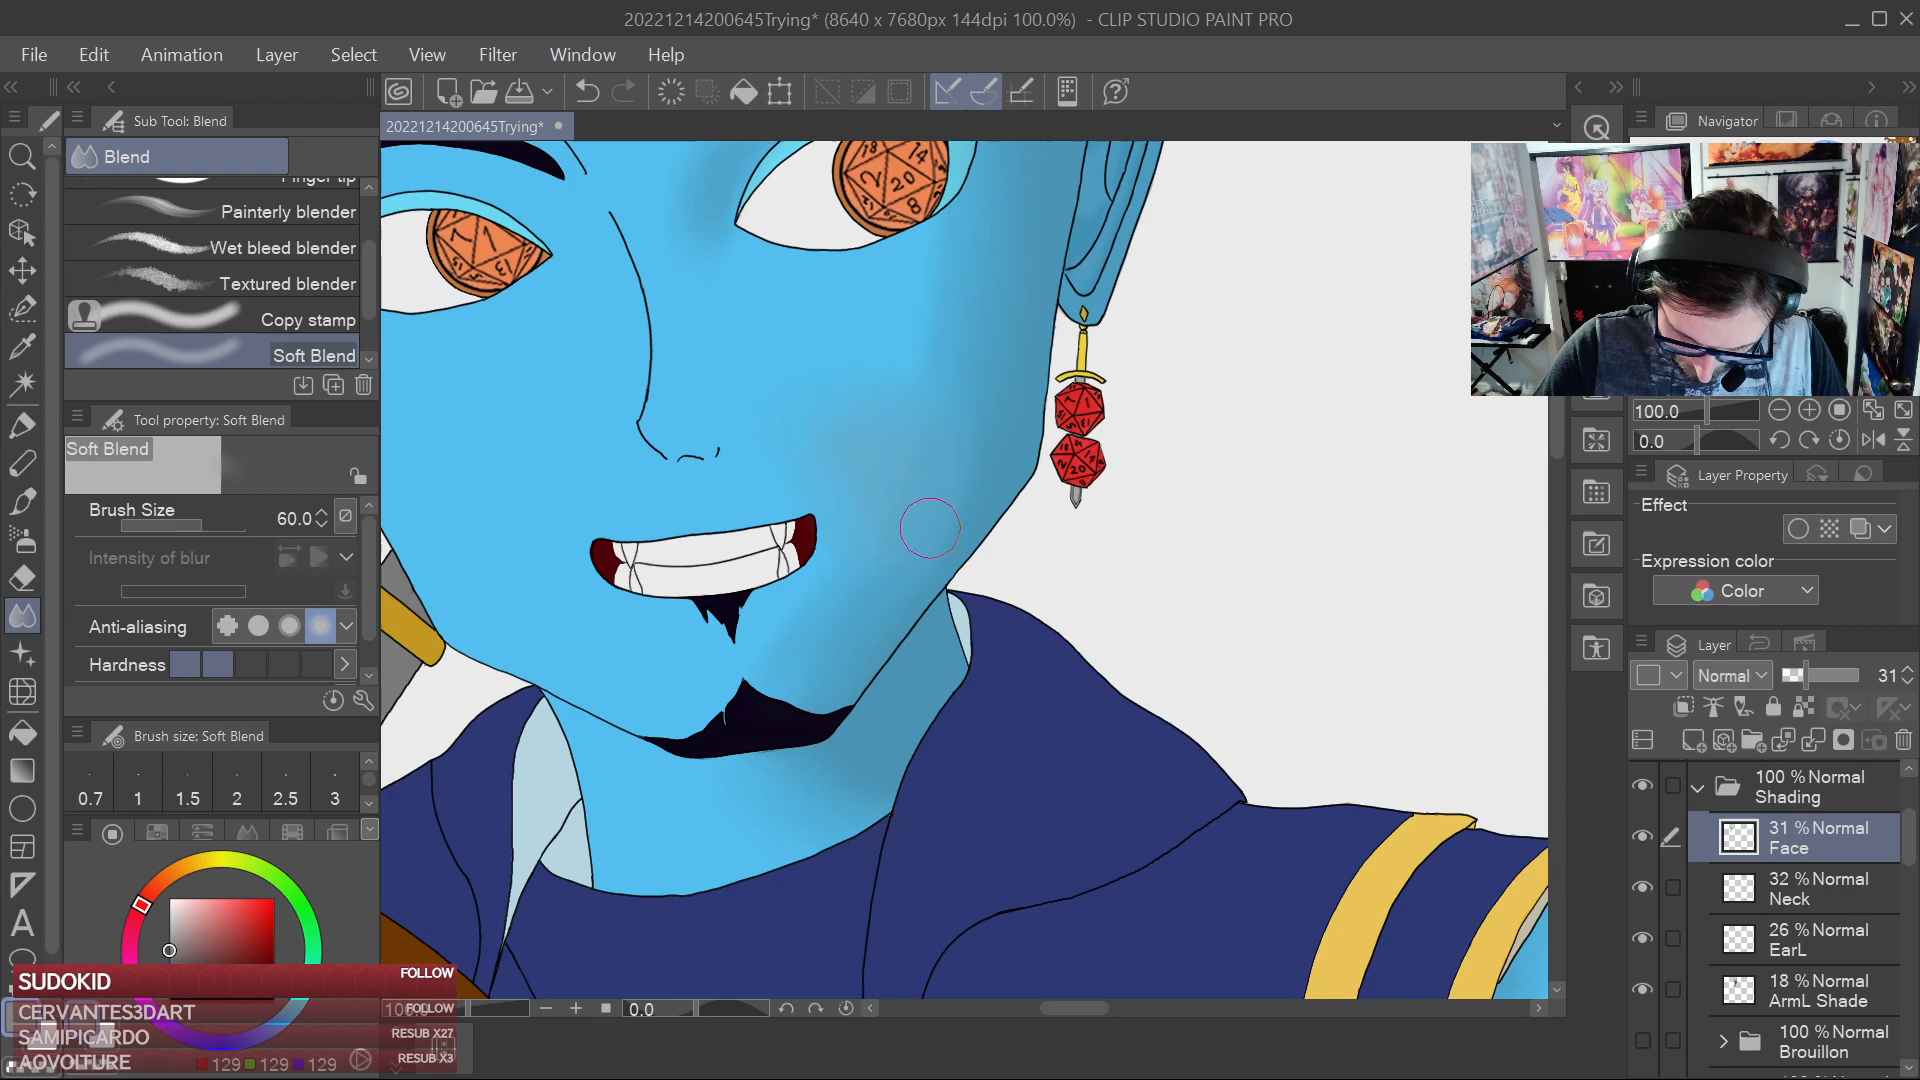 20221214200645Trying* (8640 x 7680px 144dpi 100.0%) - CLIP STUDIO PAINT PRO
File Edit Animation Layer Select View Filter Window Help
Sub Tool: Blend
20221214200645Trying*
Navigator
Blend
Finger tip
Painterly blender
Wet bleed blender
Textured blender
Copy stamp
Soft Blend
Tool property: Soft Blend
Soft Blend
Brush Size 60.0
Intensity of blur
Anti-aliasing
Hardness
Brush size: Soft Blend
0.7 1 1.5 2 2.5 3
100.0
0.0
Layer Property
Effect
Expression color
Color
Layer
Normal 31
100 % Normal
Shading
31 % Normal
Face
32 % Normal
Neck
26 % Normal
EarL
18 % Normal
ArmL Shade
100 % Normal
Brouillon
SUDOKID FOLLOW
CERVANTES3DART FOLLOW
SAMIPICARDO RESUB X27
AOVOLTURE RESUB X3
0.0
129 129 129